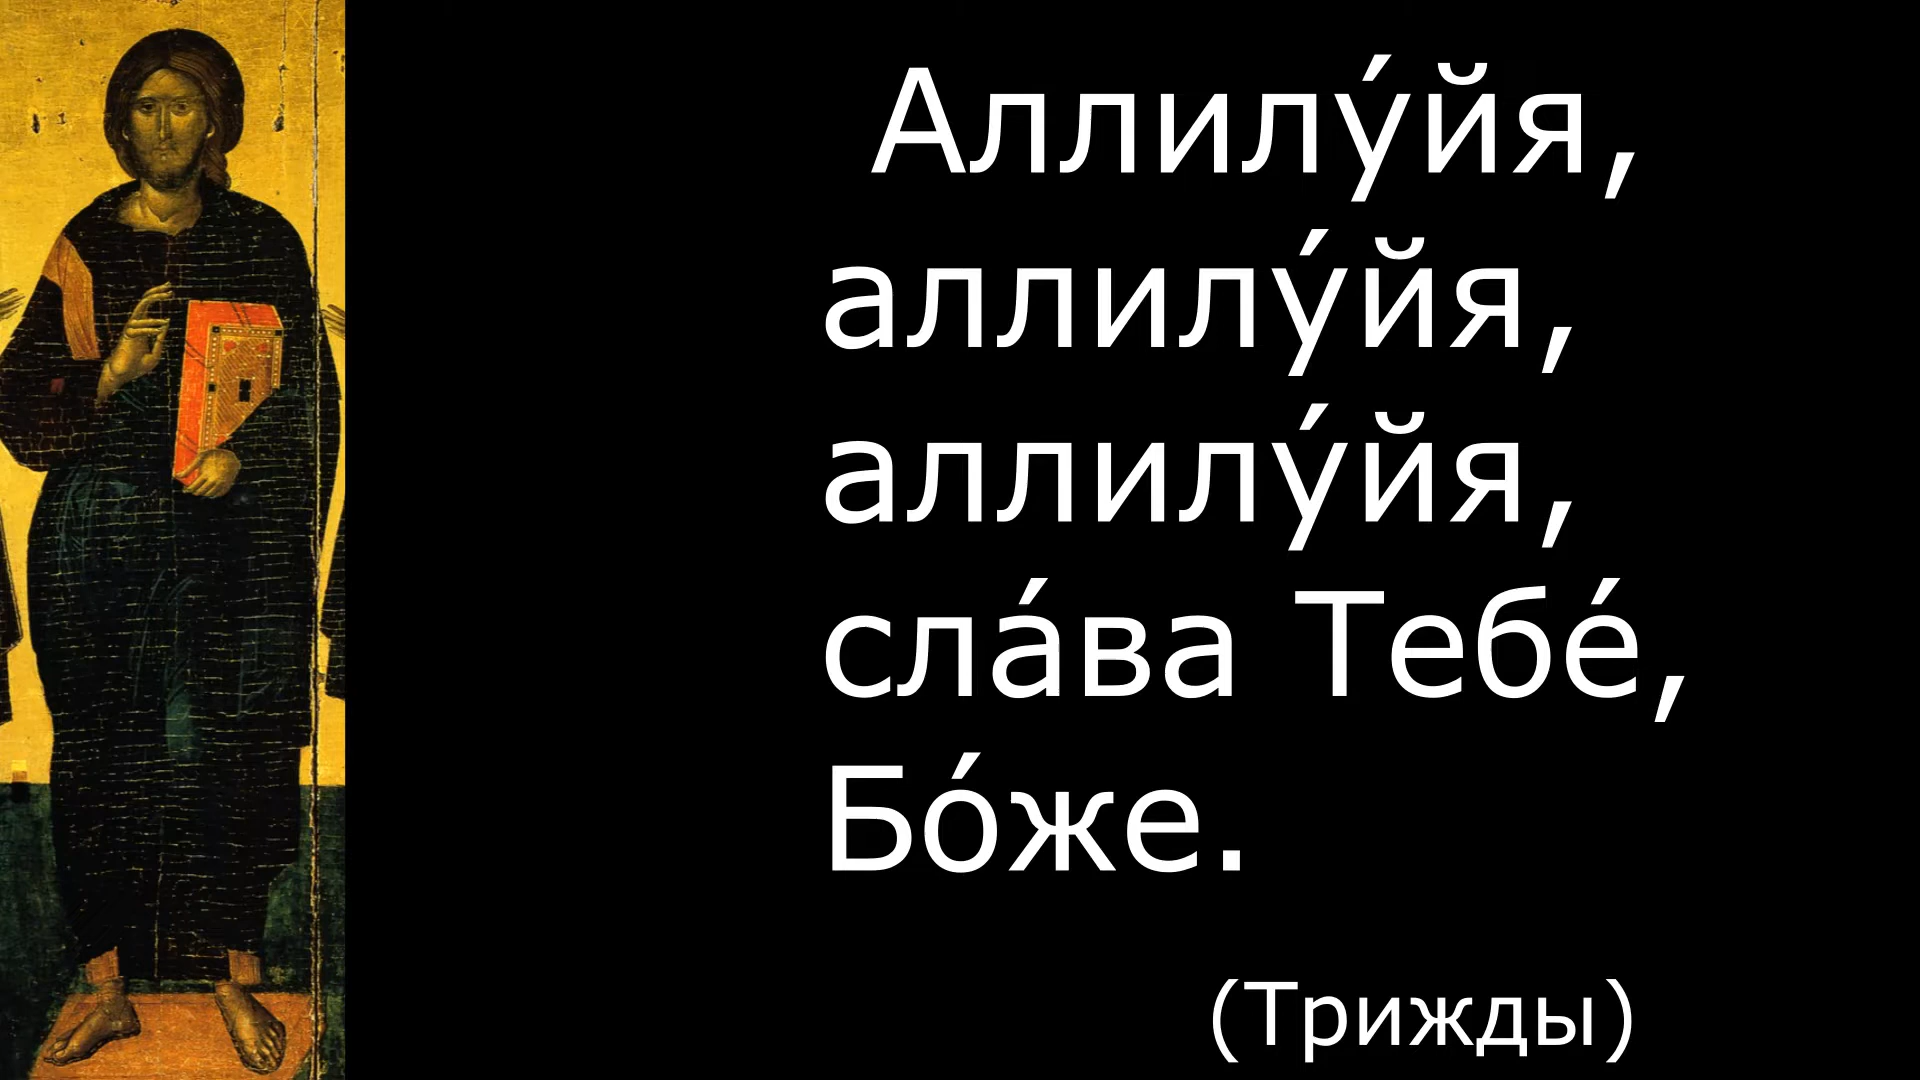 Аллилу́йя,
аллилу́йя,
аллилу́йя,
сла́ва Тебе́,
Бо́же.
(Трижды)